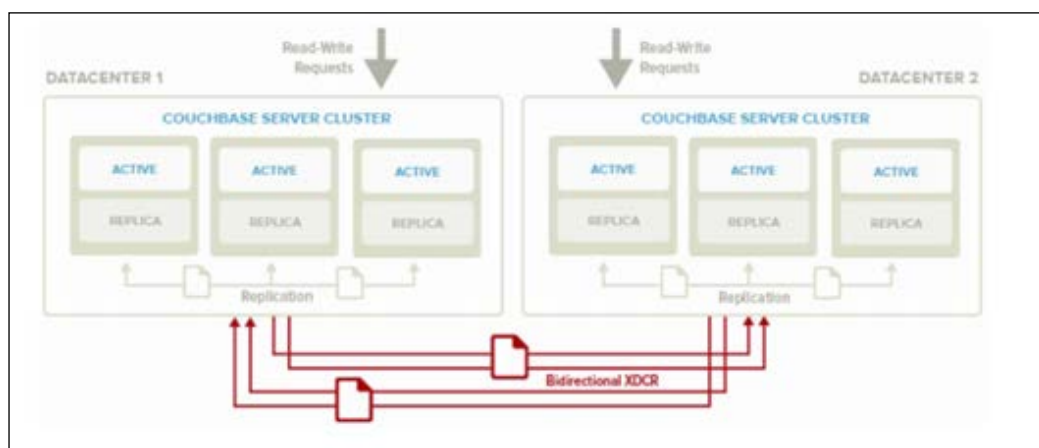 Read-Write
Requests
Read-Write
Requests
DATACENTER 1
DATACENTER 2
COUCHBASE SERVER CLUSTER
COUCHBASE SERVER CLUSTER
ACTIVE
ACTIVE
ACTIVE
ACTIVE
ACTIVE
ACTIVE
REPLICA
REPLICA
REPLICA
REPLICA
REPLICA
REPLICA
Replication
Replication
Bidirectional XDCR